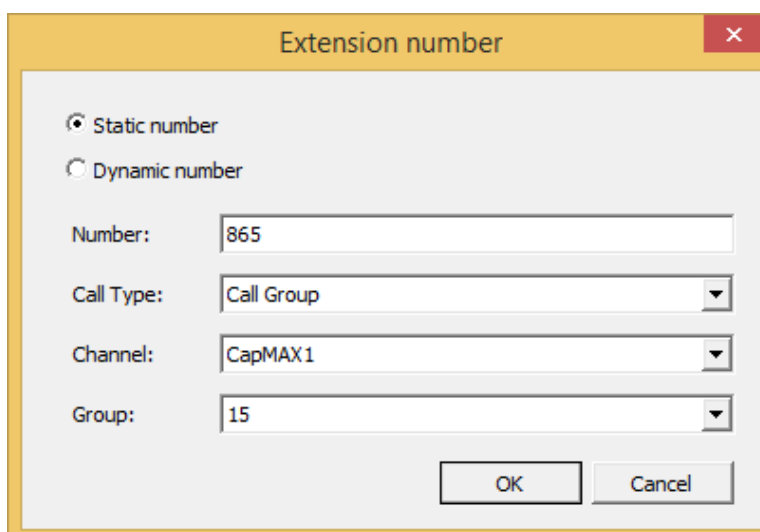 Extension number
Static number
Dynamic number
Number: 865
Call Type: Call Group
Channel: CapMAX1
Group: 15
OK Cancel